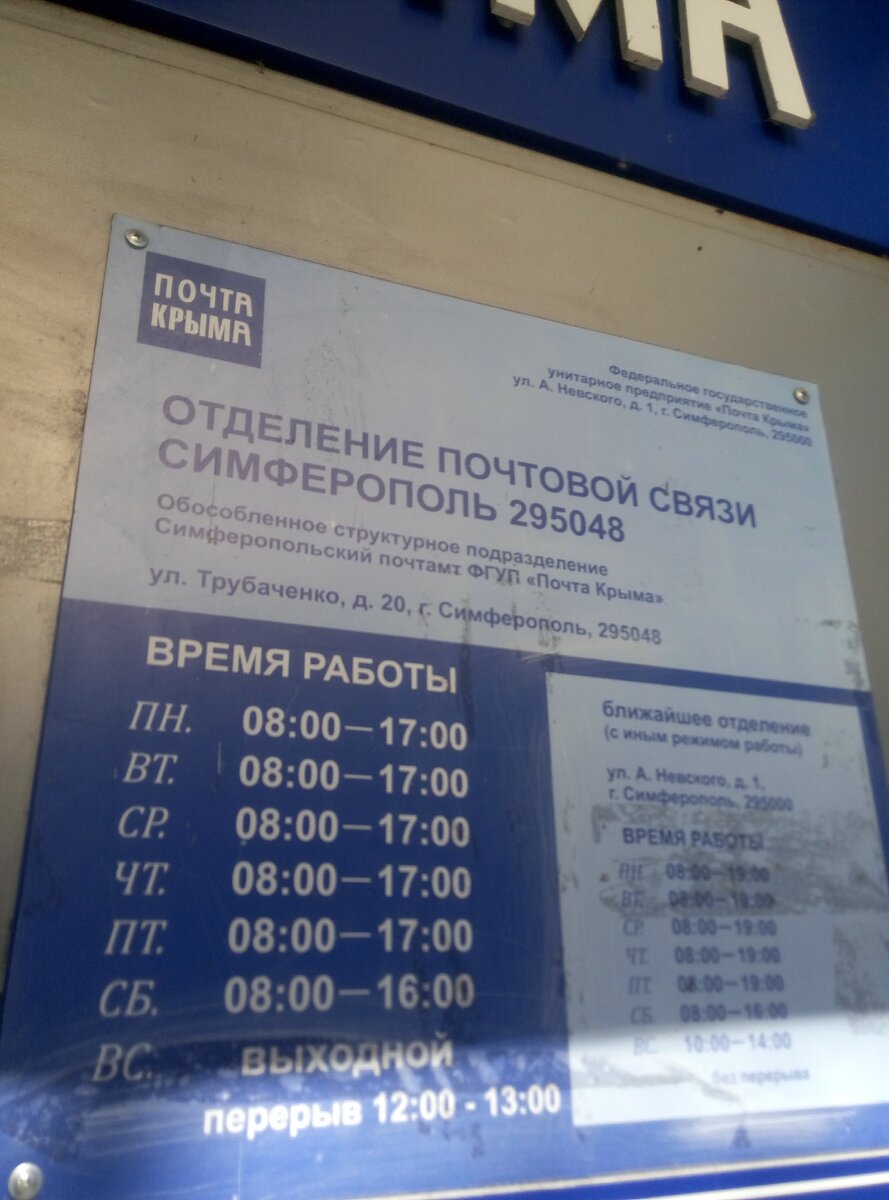 ПОЧТА
КРЫМА
Федеральное государственное
унитарное предприятие «Почта Крыма»
ул. А. Невского, д. 1, г. Симферополь, 295000
ОТДЕЛЕНИЕ ПОЧТОВОЙ СВЯЗИ
СИМФЕРОПОЛЬ 295048
Обособленное структурное подразделение
Симферопольский почтамт ФГУП «Почта Крыма»
ул. Трубаченко, д. 20, г. Симферополь, 295048
ВРЕМЯ РАБОТЫ
ПН. 08:00—17:00
ВТ. 08:00—17:00
СР. 08:00—17:00
ЧТ. 08:00—17:00
ПТ. 08:00—17:00
СБ. 08:00—16:00
ВС. выходной
перерыв 12:00 - 13:00
ближайшее отделение
(с иным режимом работы)
ул. А. Невского, д. 1,
г. Симферополь, 295000
ВРЕМЯ РАБОТЫ
ПН. 08:00—19:00
ВТ. 08:00—19:00
СР. 08:00—19:00
ЧТ. 08:00—19:00
ПТ. 08:00—19:00
СБ. 08:00—16:00
ВС. 10:00—14:00
без перерыва